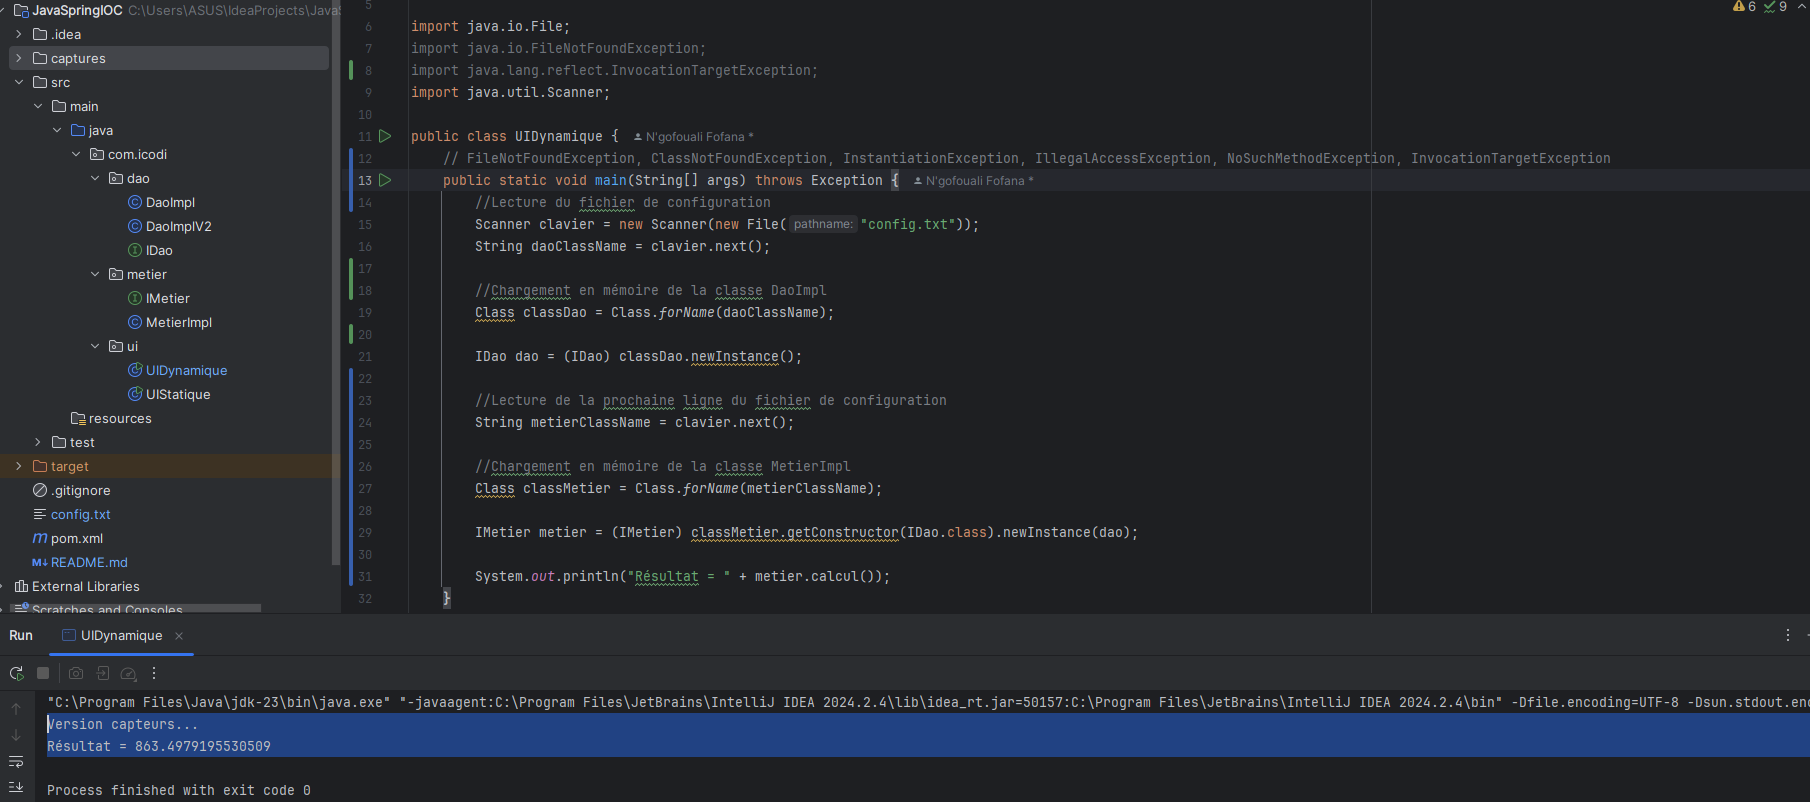 JavaSpringIOC C:\Users\ASUS\IdeaProjects\JavaS
.idea
captures
src
main
java
com.icodi
dao
DaoImpl
DaoImplV2
IDao
metier
IMetier
MetierImpl
ui
UIDynamique
UIStatique
resources
test
target
.gitignore
config.txt
pom.xml
README.md
External Libraries
Scratches and Consoles
6 9
5
6 import java.io.File;
7 import java.io.FileNotFoundException;
8 import java.lang.reflect.InvocationTargetException;
9 import java.util.Scanner;
10
11 public class UIDynamique { N'gofouali Fofana *
12 // FileNotFoundException, ClassNotFoundException, InstantiationException, IllegalAccessException, NoSuchMethodException, InvocationTargetException
13 public static void main(String[] args) throws Exception { N'gofouali Fofana *
14 //Lecture du fichier de configuration
15 Scanner clavier = new Scanner(new File( pathname: "config.txt"));
16 String daoClassName = clavier.next();
17
18 //Chargement en mémoire de la classe DaoImpl
19 Class classDao = Class.forName(daoClassName);
20
21 IDao dao = (IDao) classDao.newInstance();
22
23 //Lecture de la prochaine ligne du fichier de configuration
24 String metierClassName = clavier.next();
25
26 //Chargement en mémoire de la classe MetierImpl
27 Class classMetier = Class.forName(metierClassName);
28
29 IMetier metier = (IMetier) classMetier.getConstructor(IDao.class).newInstance(dao);
30
31 System.out.println("Résultat = " + metier.calcul());
32 }
Run UIDynamique
"C:\Program Files\Java\jdk-23\bin\java.exe" "-javaagent:C:\Program Files\JetBrains\IntelliJ IDEA 2024.2.4\lib\idea_rt.jar=50157:C:\Program Files\JetBrains\IntelliJ IDEA 2024.2.4\bin" -Dfile.encoding=UTF-8 -Dsun.stdout.enc
Version capteurs...
Résultat = 863.4979195530509
Process finished with exit code 0